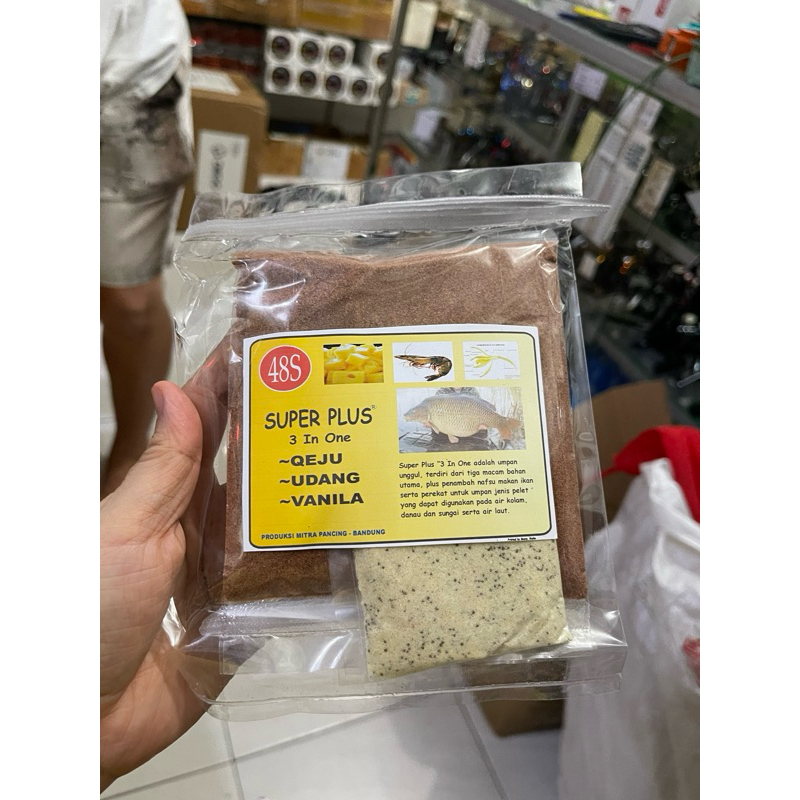 48S
SUPER PLUS
3 In One
~QEJU
~UDANG
~VANILA
Super Plus "3 In One adalah umpan
unggul, terdiri dari tiga macam bahan
utama, plus penambah nafsu makan ikan
serta perekat untuk umpan jenis pelet
yang dapat digunakan pada air kolam,
danau dan sungai serta air laut.
PRODUKSI MITRA PANCING - BANDUNG